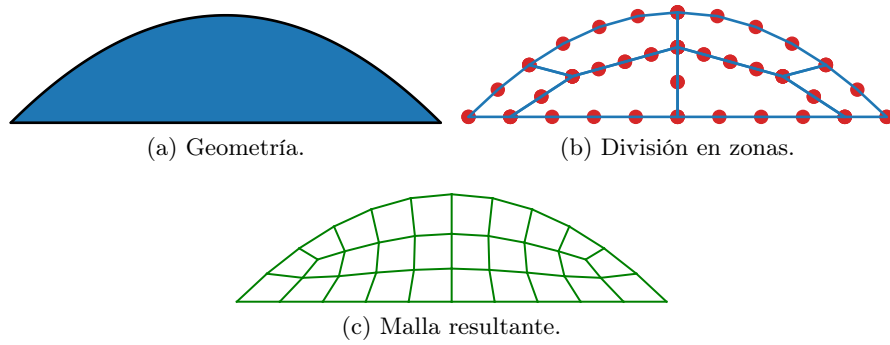 (a) Geometría.
(b) División en zonas.
(c) Malla resultante.